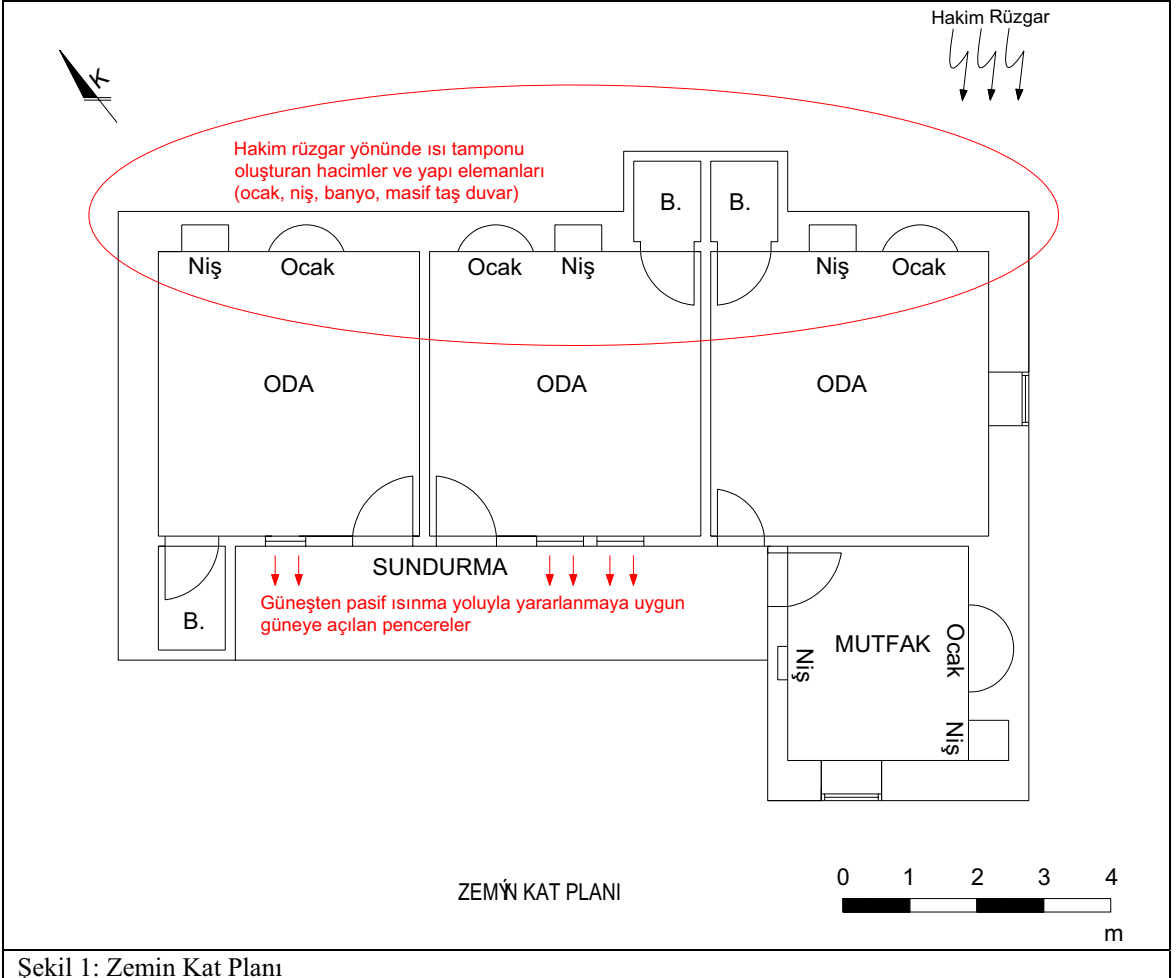 Hakim Rüzgar
K
Hakim rüzgar yönünde ısı tamponu
oluşturan hacimler ve yapı elemanları
(ocak, niş, banyo, masif taş duvar)
B.
B.
Niş
Ocak
Ocak
Niş
Niş
Ocak
ODA
ODA
ODA
SUNDURMA
Güneşten pasif ısınma yoluyla yararlanmaya uygun
güneye açılan pencereler
B.
MUTFAK
Niş
Ocak
Niş
ZEMÝN KAT PLANI
0 1 2 3 4
m
Şekil 1: Zemin Kat Planı